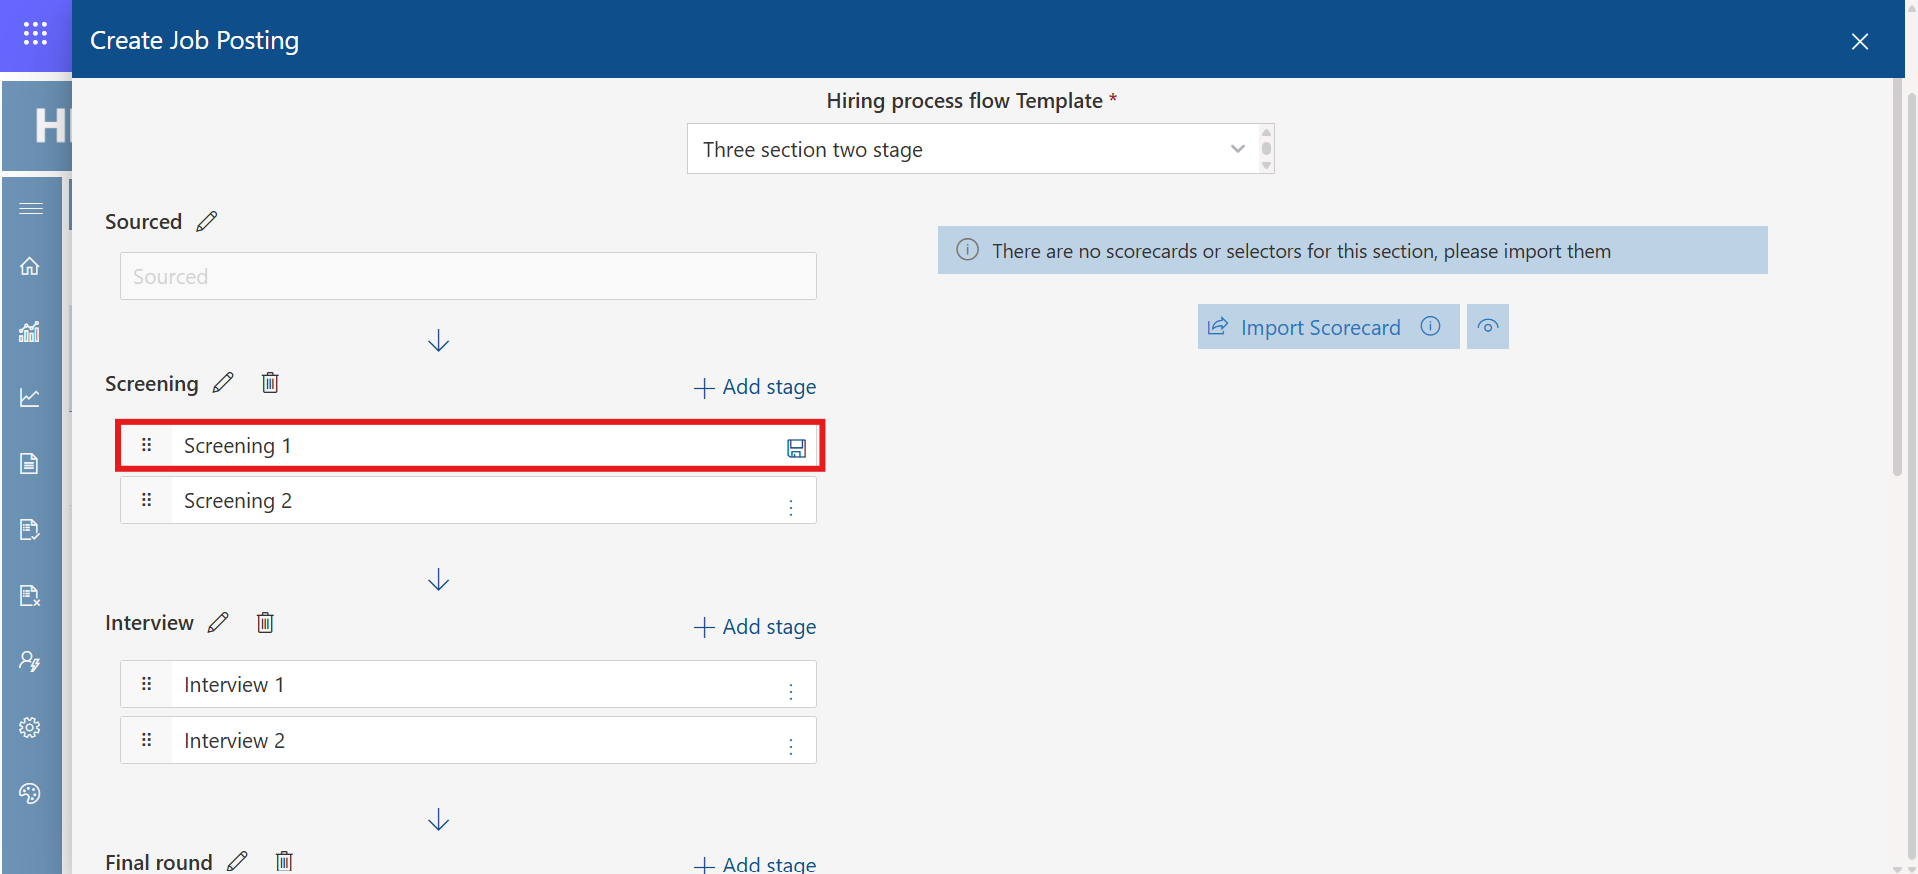 Create Job Posting
Hiring process flow Template *
Three section two stage
Sourced
There are no scorecards or selectors for this section, please import them
Sourced
Import Scorecard
Screening
Add stage
Screening 1
Screening 2
Interview
Add stage
Interview 1
Interview 2
Final round
Add stage